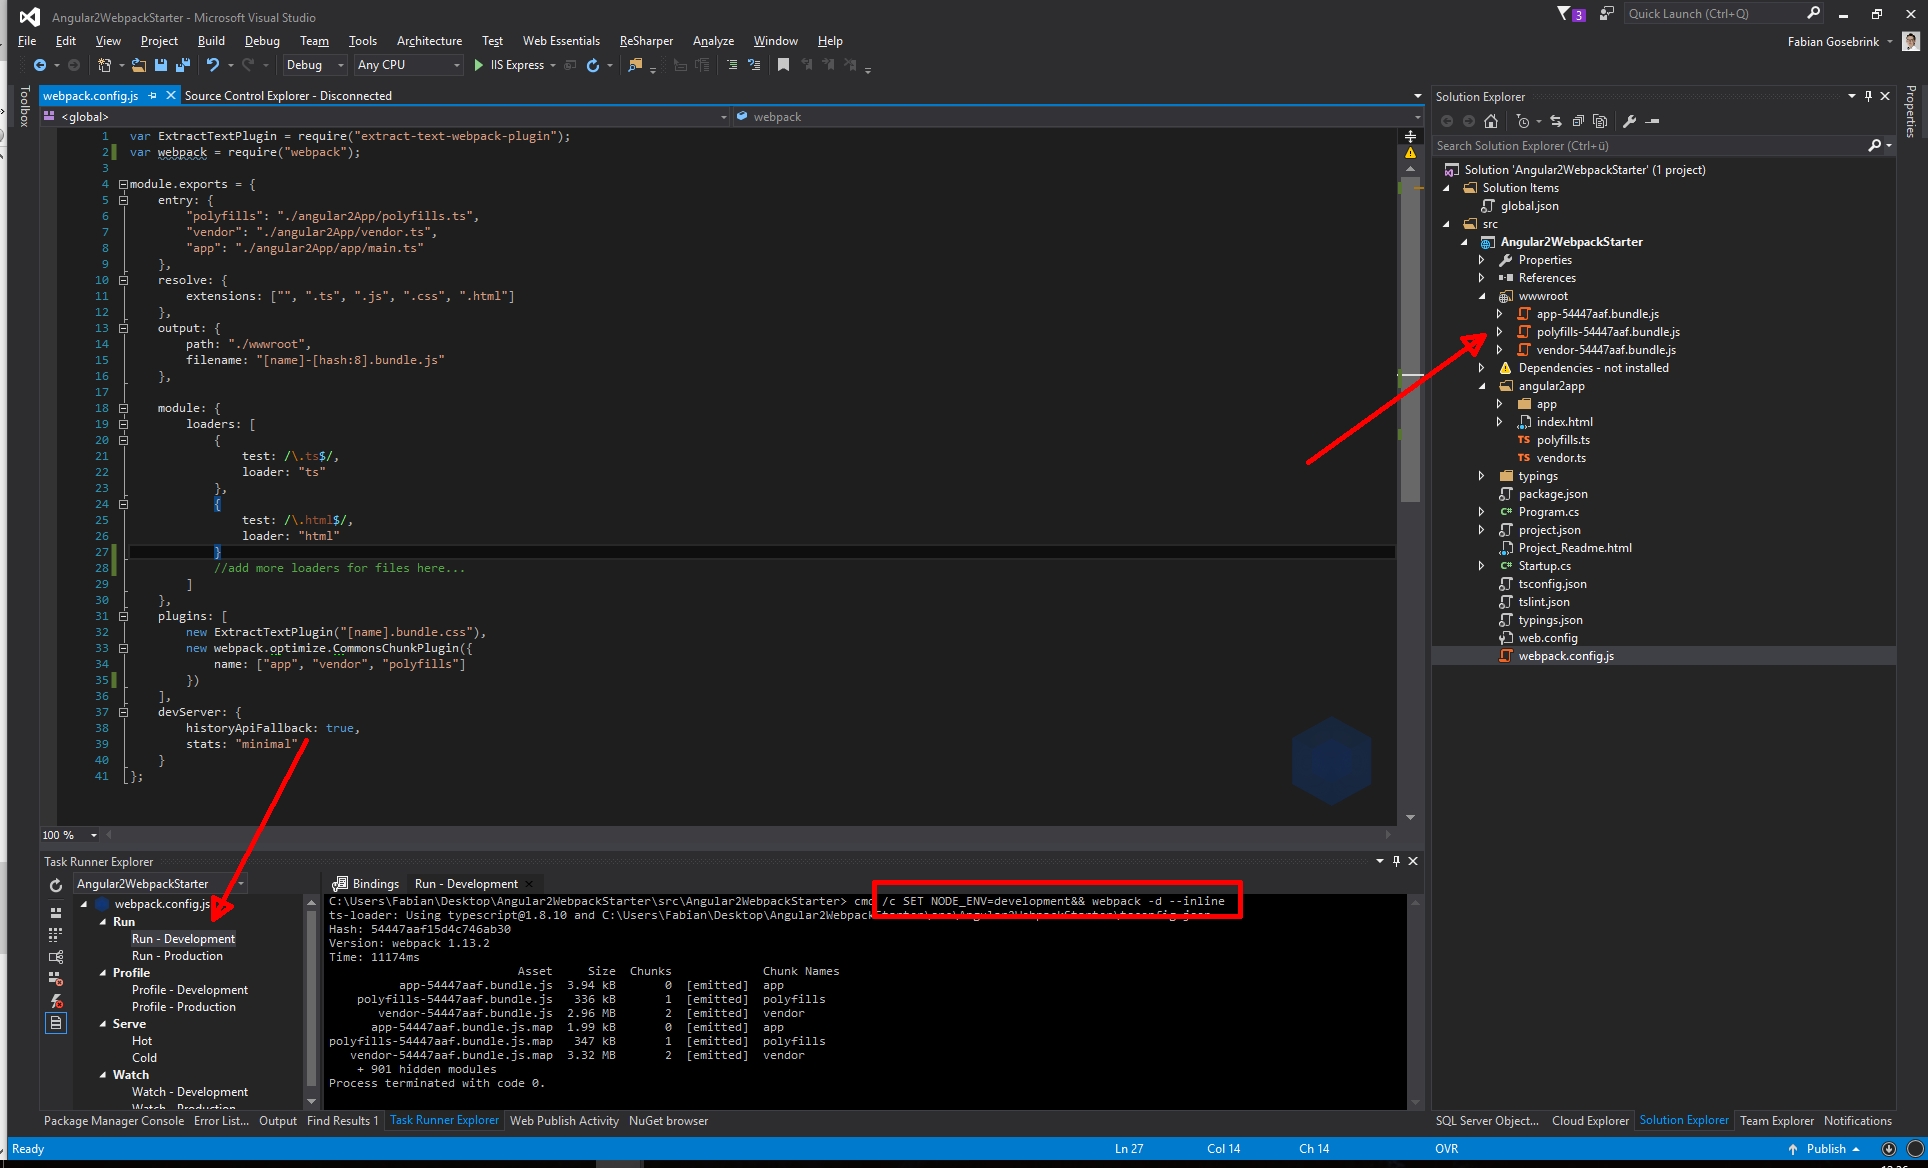 Angular2WebpackStarter - Microsoft Visual Studio
3
Quick Launch (Ctrl+Q)
File Edit View Project Build Debug Team Tools Architecture Test Web Essentials ReSharper Analyze Window Help
Fabian Gosebrink
Debug Any CPU IIS Express
Toolbox
webpack.config.js Source Control Explorer - Disconnected
<global> webpack
1 var ExtractTextPlugin = require("extract-text-webpack-plugin");
2 var webpack = require("webpack");
3
4 module.exports = {
5 entry: {
6 "polyfills": "./angular2App/polyfills.ts",
7 "vendor": "./angular2App/vendor.ts",
8 "app": "./angular2App/app/main.ts"
9 },
10 resolve: {
11 extensions: ["", ".ts", ".js", ".css", ".html"]
12 },
13 output: {
14 path: "./wwwroot",
15 filename: "[name]-[hash:8].bundle.js"
16 },
17
18 module: {
19 loaders: [
20 {
21 test: /\.ts$/,
22 loader: "ts"
23 },
24 {
25 test: /\.html$/,
26 loader: "html"
27 }
28 //add more loaders for files here...
29 ]
30 },
31 plugins: [
32 new ExtractTextPlugin("[name].bundle.css"),
33 new webpack.optimize.CommonsChunkPlugin({
34 name: ["app", "vendor", "polyfills"]
35 })
36 ],
37 devServer: {
38 historyApiFallback: true,
39 stats: "minimal"
40 }
41 };
100 %
Solution Explorer
Properties
Search Solution Explorer (Ctrl+ü)
Solution 'Angular2WebpackStarter' (1 project)
Solution Items
global.json
src
Angular2WebpackStarter
Properties
References
wwwroot
app-54447aaf.bundle.js
polyfills-54447aaf.bundle.js
vendor-54447aaf.bundle.js
Dependencies - not installed
angular2app
app
index.html
TS polyfills.ts
TS vendor.ts
typings
package.json
C# Program.cs
project.json
Project_Readme.html
C# Startup.cs
tsconfig.json
tslint.json
typings.json
web.config
webpack.config.js
Task Runner Explorer
Angular2WebpackStarter
webpack.config.js
Run
Run - Development
Run - Production
Profile
Profile - Development
Profile - Production
Serve
Hot
Cold
Watch
Watch - Development
Watch - Production
Bindings Run - Development
C:\Users\Fabian\Desktop\Angular2WebpackStarter\src\Angular2WebpackStarter> cmd /c SET NODE_ENV=development&& webpack -d --inline
ts-loader: Using typescript@1.8.10 and C:\Users\Fabian\Desktop\Angular2WebpackStarter\src\Angular2WebpackStarter\tsconfig.json
Hash: 54447aaf15d4c746ab30
Version: webpack 1.13.2
Time: 11174ms
Asset Size Chunks Chunk Names
app-54447aaf.bundle.js 3.94 kB 0 [emitted] app
polyfills-54447aaf.bundle.js 336 kB 1 [emitted] polyfills
vendor-54447aaf.bundle.js 2.96 MB 2 [emitted] vendor
app-54447aaf.bundle.js.map 1.99 kB 0 [emitted] app
polyfills-54447aaf.bundle.js.map 347 kB 1 [emitted] polyfills
vendor-54447aaf.bundle.js.map 3.32 MB 2 [emitted] vendor
+ 901 hidden modules
Process terminated with code 0.
Package Manager Console Error List... Output Find Results 1 Task Runner Explorer Web Publish Activity NuGet browser
SQL Server Object... Cloud Explorer Solution Explorer Team Explorer Notifications
Ready Ln 27 Col 14 Ch 14 OVR Publish